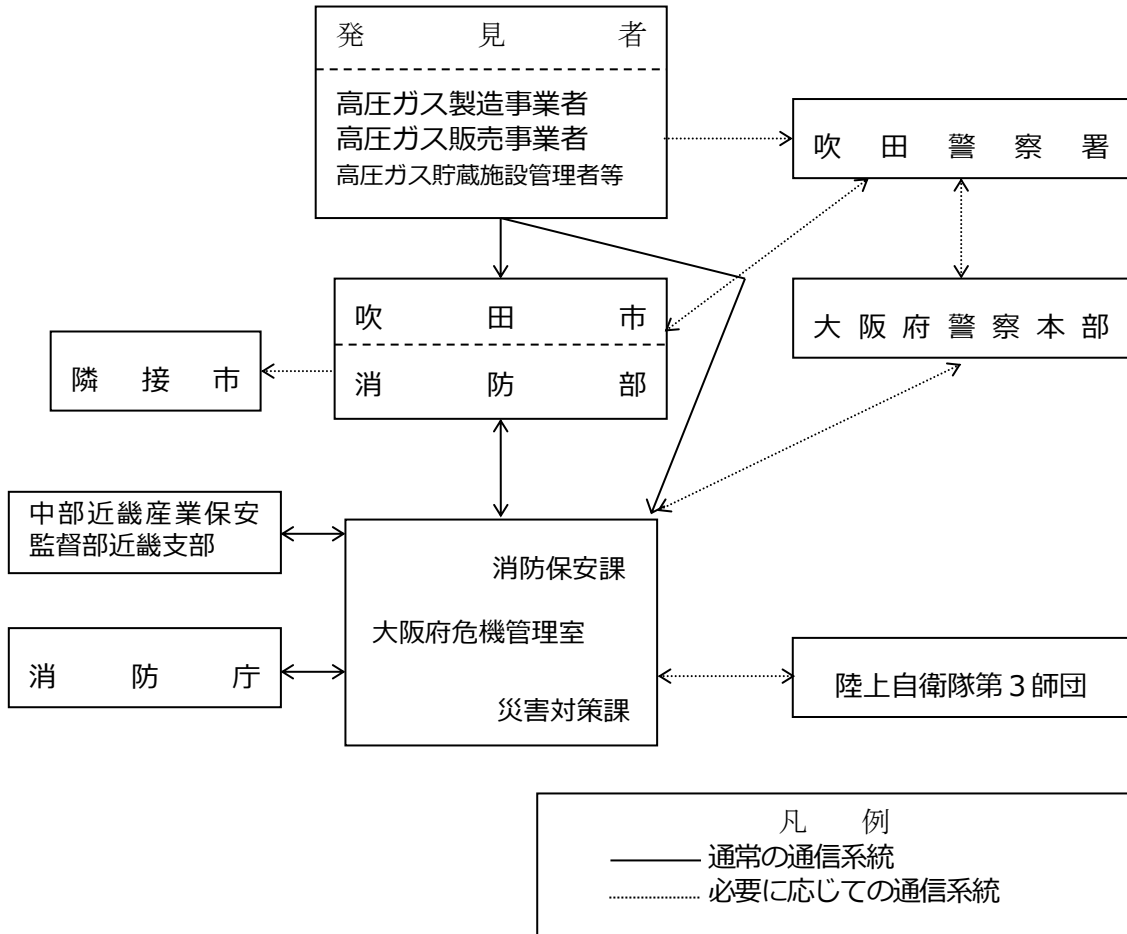 発見者
高圧ガス製造事業者
高圧ガス販売事業者
高圧ガス貯蔵施設管理者等
吹田警察署
吹田市
大阪府警察本部
隣接市
消防部
中部近畿産業保安
監督部近畿支部
消防保安課
大阪府危機管理室
消防庁
陸上自衛隊第3師団
災害対策課
凡例
通常の通信系統
必要に応じての通信系統